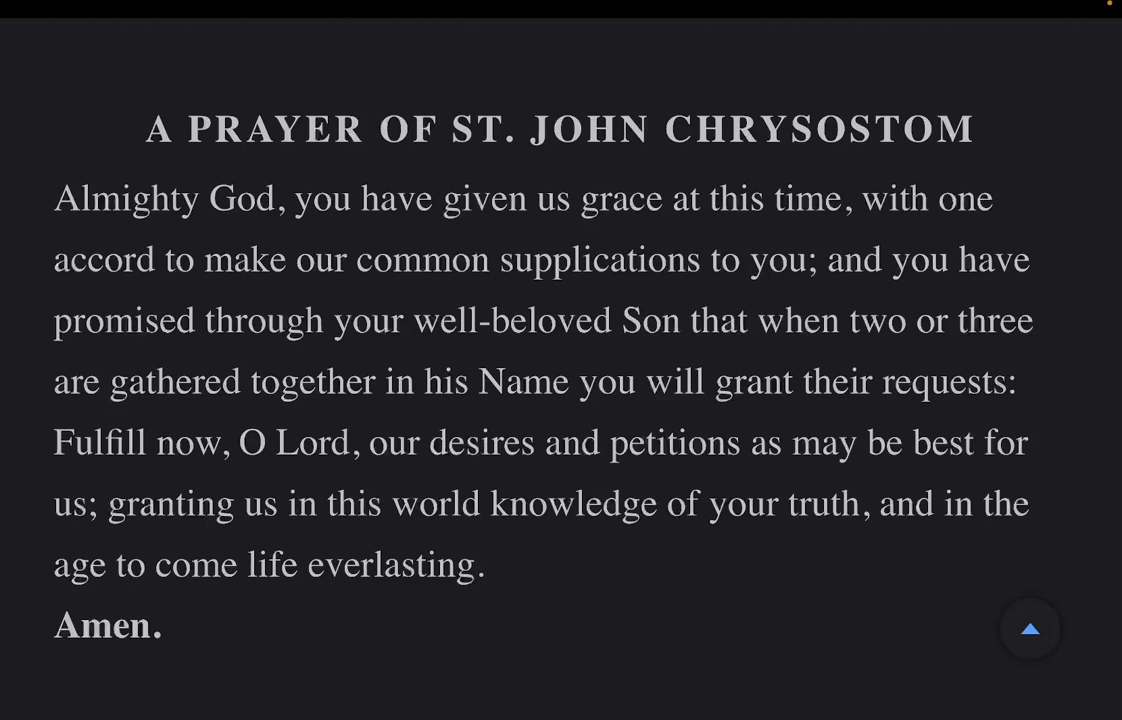 A PRAYER OF ST. JOHN CHRYSOSTOM
Almighty God, you have given us grace at this time, with one
accord to make our common supplications to you; and you have
promised through your well-beloved Son that when two or three
are gathered together in his Name you will grant their requests:
Fulfill now, O Lord, our desires and petitions as may be best for
us; granting us in this world knowledge of your truth, and in the
age to come life everlasting.
Amen.